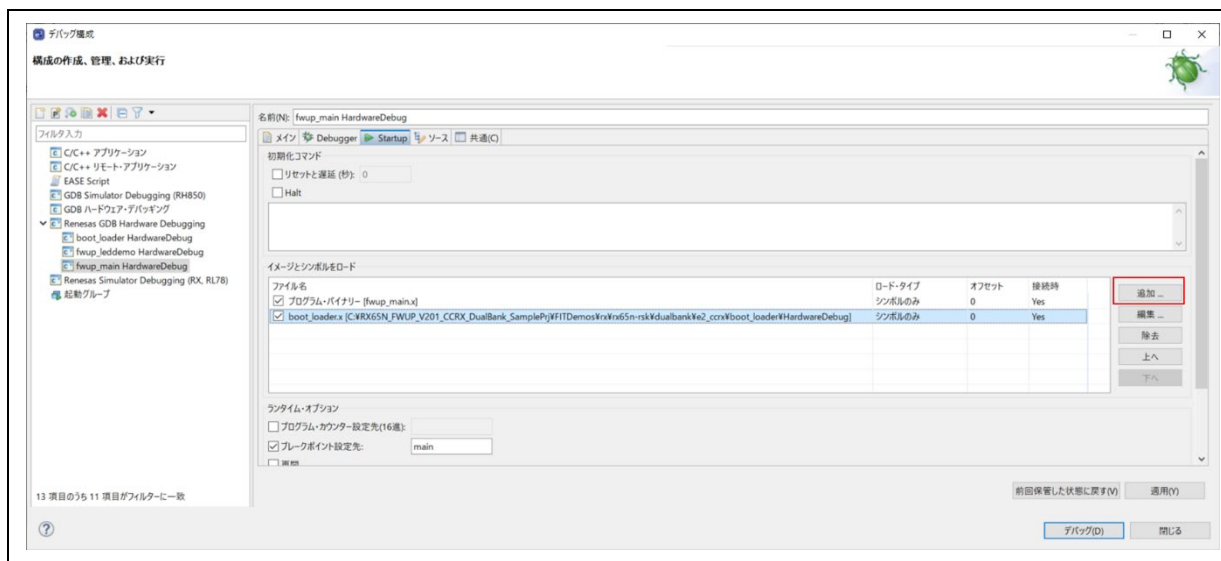 デバッグ構成
構成の作成、管理、および実行
フィルタ入力
C/C++ アプリケーション
C/C++ リモート・アプリケーション
EASE Script
GDB Simulator Debugging (RH850)
GDB ハードウェア・デバッギング
Renesas GDB Hardware Debugging
boot_loader HardwareDebug
fwup_leddemo HardwareDebug
fwup_main HardwareDebug
Renesas Simulator Debugging (RX, RL78)
起動グループ
13 項目のうち 11 項目がフィルターに一致
名前(N): fwup_main HardwareDebug
メイン Debugger Startup ソース 共通(C)
初期化コマンド
リセットと遅延 (秒): 0
Halt
イメージとシンボルをロード
ファイル名 ロード・タイプ オフセット 接続時
プログラム・バイナリー [fwup_main.x] シンボルのみ 0 Yes
boot_loader.x [C:¥RX65N_FWUP_V201_CCRX_DualBank_SamplePrj¥FITDemos¥rx¥rx65n-rsk¥dualbank¥e2_ccrx¥boot_loader¥HardwareDebug] シンボルのみ 0 Yes
追加 ...
編集 ...
除去
上へ
下へ
ランタイム・オプション
プログラム・カウンター設定先(16進):
ブレークポイント設定先: main
前回保管した状態に戻す(V) 適用(Y)
デバッグ(D) 閉じる